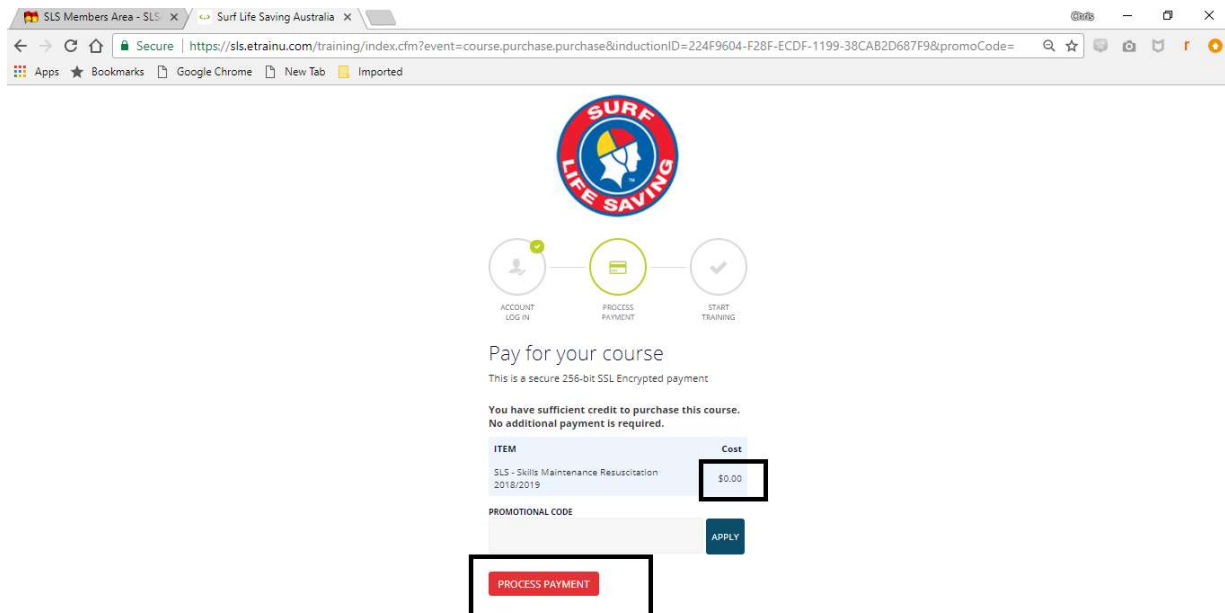 SLS Members Area - SLS
Surf Life Saving Australia
Chris
Secure | https://sls.etrainu.com/training/index.cfm?event=course.purchase.purchase&inductionID=224F9604-F28F-ECDF-1199-38CAB2D687F9&promoCode=
Apps Bookmarks Google Chrome New Tab Imported
SURF
LIFE SAVING
TM
ACCOUNT
LOG IN
PROCESS
PAYMENT
START
TRAINING
Pay for your course
This is a secure 256-bit SSL Encrypted payment
You have sufficient credit to purchase this course.
No additional payment is required.
ITEM Cost
SLS - Skills Maintenance Resuscitation
2018/2019
$0.00
PROMOTIONAL CODE
APPLY
PROCESS PAYMENT